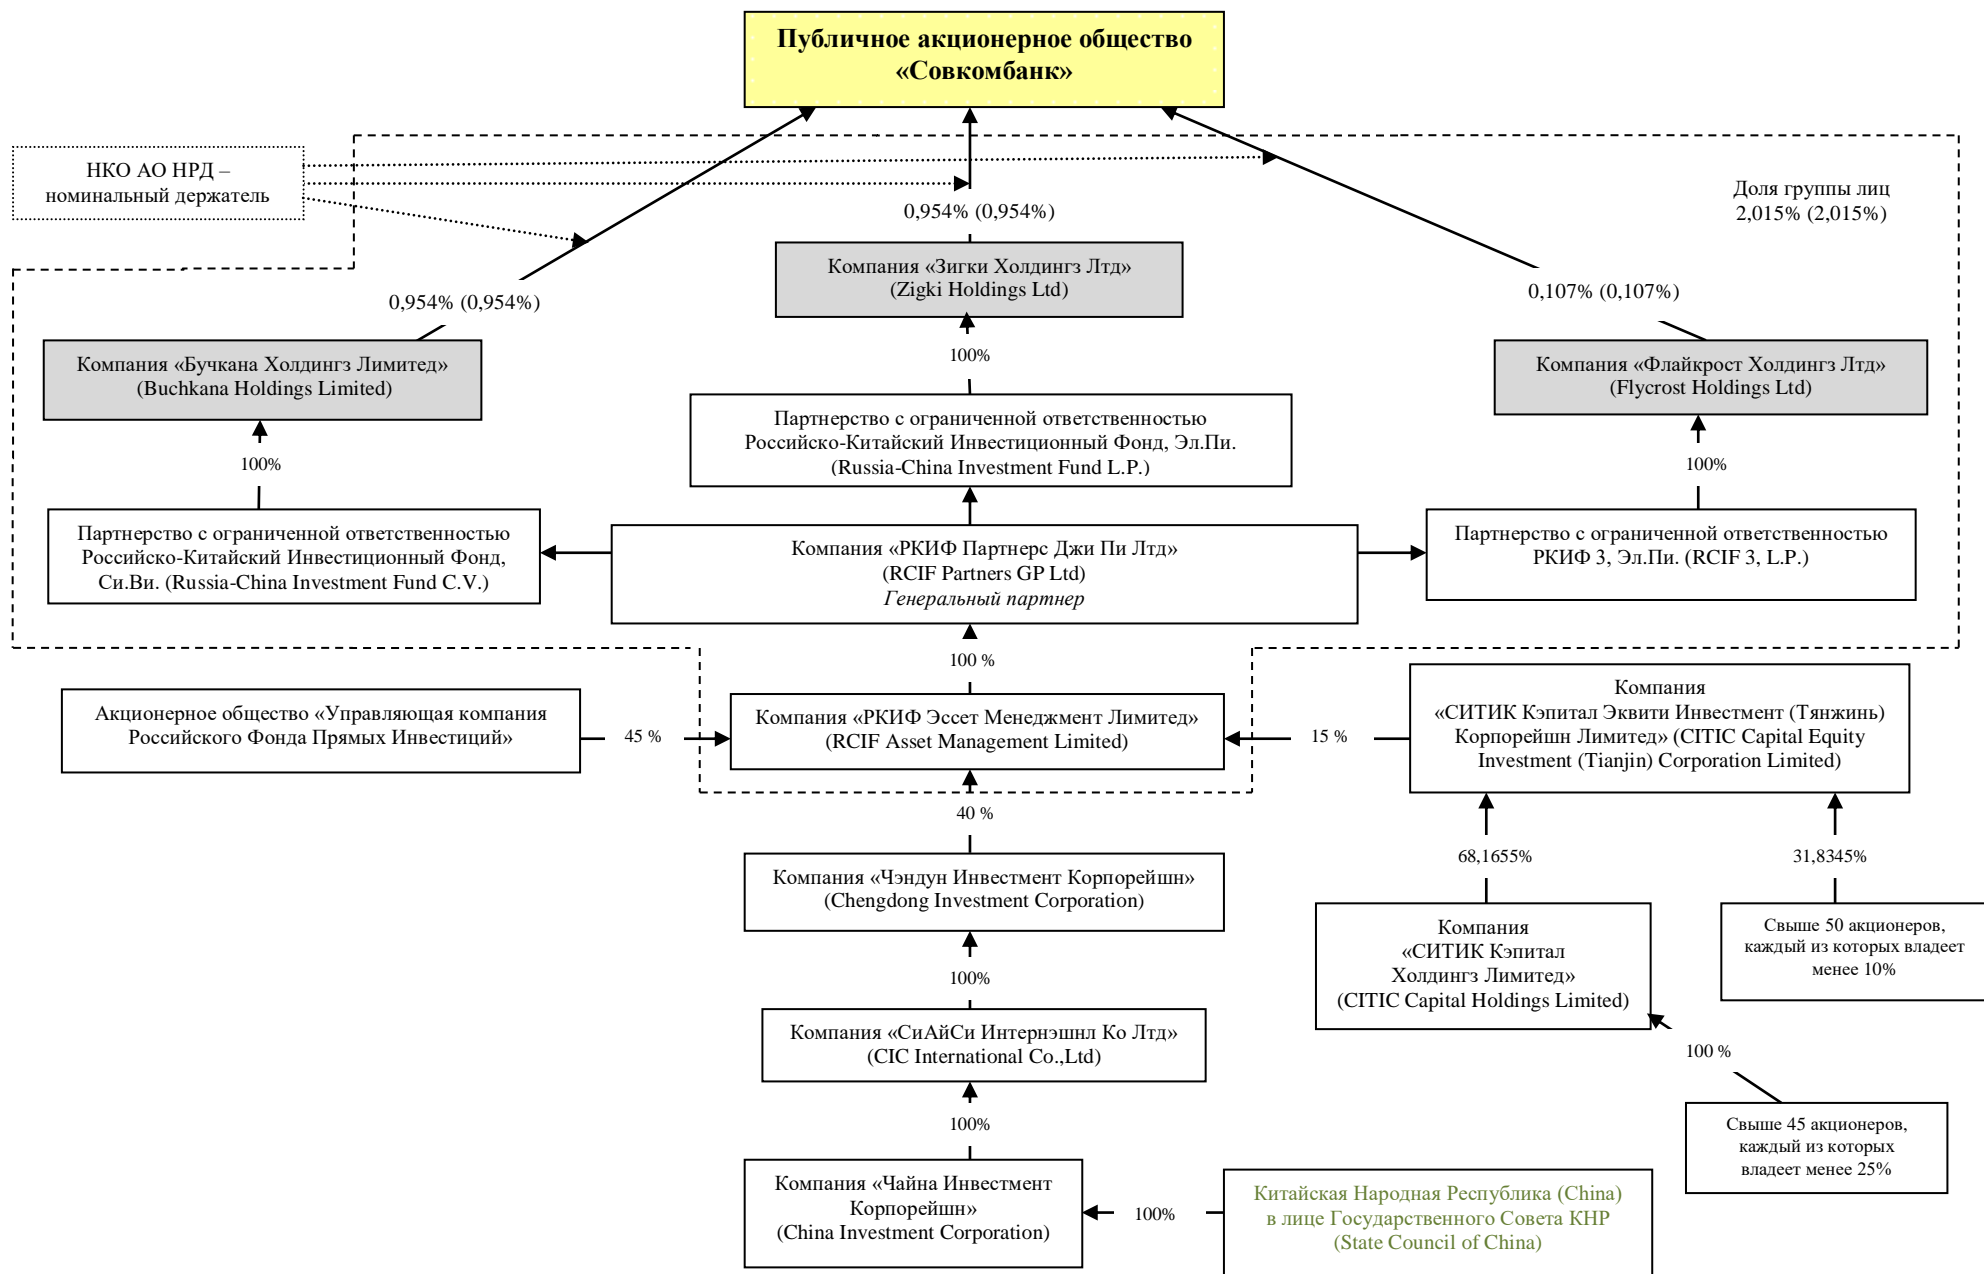 Публичное акционерное общество
«Совкомбанк»
НКО АО НРД –
номинальный держатель
Доля группы лиц
2,015% (2,015%)
0,954% (0,954%)
Компания «Зигки Холдингз Лтд»
(Zigki Holdings Ltd)
0,954% (0,954%)
0,107% (0,107%)
Компания «Бучкана Холдингз Лимитед»
(Buchkana Holdings Limited)
100%
Компания «Флайкрост Холдингз Лтд»
(Flycrost Holdings Ltd)
Партнерство с ограниченной ответственностью
Российско-Китайский Инвестиционный Фонд, Эл.Пи.
(Russia-China Investment Fund L.P.)
100%
100%
Партнерство с ограниченной ответственностью
Российско-Китайский Инвестиционный Фонд,
Си.Ви. (Russia-China Investment Fund C.V.)
Компания «РКИФ Партнерс Джи Пи Лтд»
(RCIF Partners GP Ltd)
Генеральный партнер
Партнерство с ограниченной ответственностью
РКИФ 3, Эл.Пи. (RCIF 3, L.P.)
100 %
Акционерное общество «Управляющая компания
Российского Фонда Прямых Инвестиций»
45 %
Компания «РКИФ Эссет Менеджмент Лимитед»
(RCIF Asset Management Limited)
15 %
Компания
«СИТИК Кэпитал Эквити Инвестмент (Тянжинь)
Корпорейшн Лимитед» (CITIC Capital Equity
Investment (Tianjin) Corporation Limited)
40 %
68,1655%
31,8345%
Компания «Чэндун Инвестмент Корпорейшн»
(Chengdong Investment Corporation)
Компания
«СИТИК Кэпитал
Холдингз Лимитед»
(CITIC Capital Holdings Limited)
Свыше 50 акционеров,
каждый из которых владеет
менее 10%
100%
Компания «СиАйСи Интернэшнл Ко Лтд»
(CIC International Co.,Ltd)
100 %
100%
Свыше 45 акционеров,
каждый из которых
владеет менее 25%
Компания «Чайна Инвестмент
Корпорейшн»
(China Investment Corporation)
100%
Китайская Народная Республика (China)
в лице Государственного Совета КНР
(State Council of China)